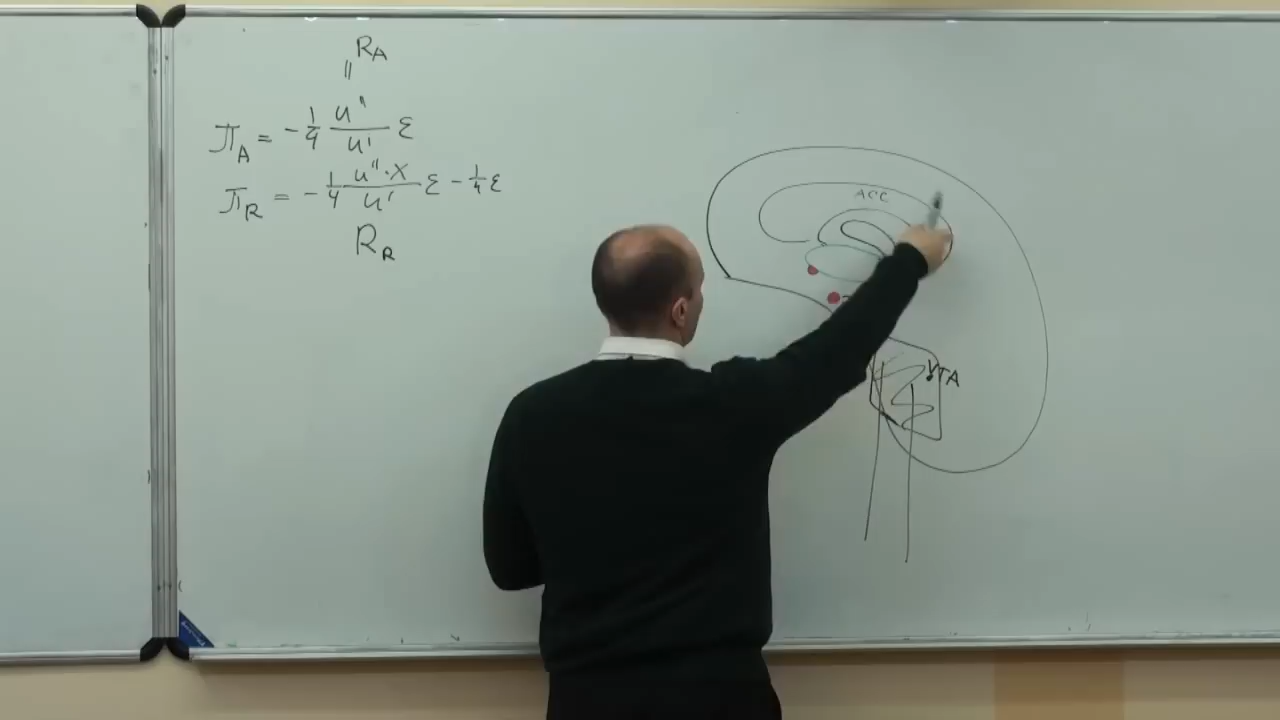 R_A
||
π_A = -1/4 u''/u' ε
π_R = -1/4 u''·x/u' ε - 1/4 ε
R_R
ACC
VTA